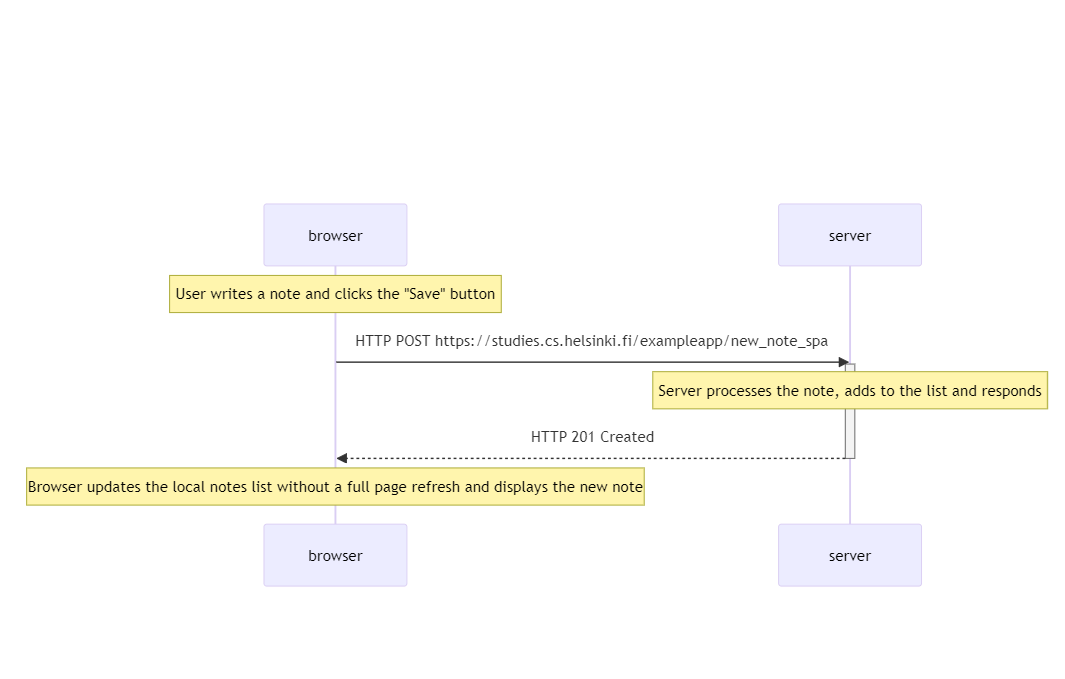 browser
server
User writes a note and clicks the "Save" button
HTTP POST https://studies.cs.helsinki.fi/exampleapp/new_note_spa
Server processes the note, adds to the list and responds
HTTP 201 Created
Browser updates the local notes list without a full page refresh and displays the new note
browser
server